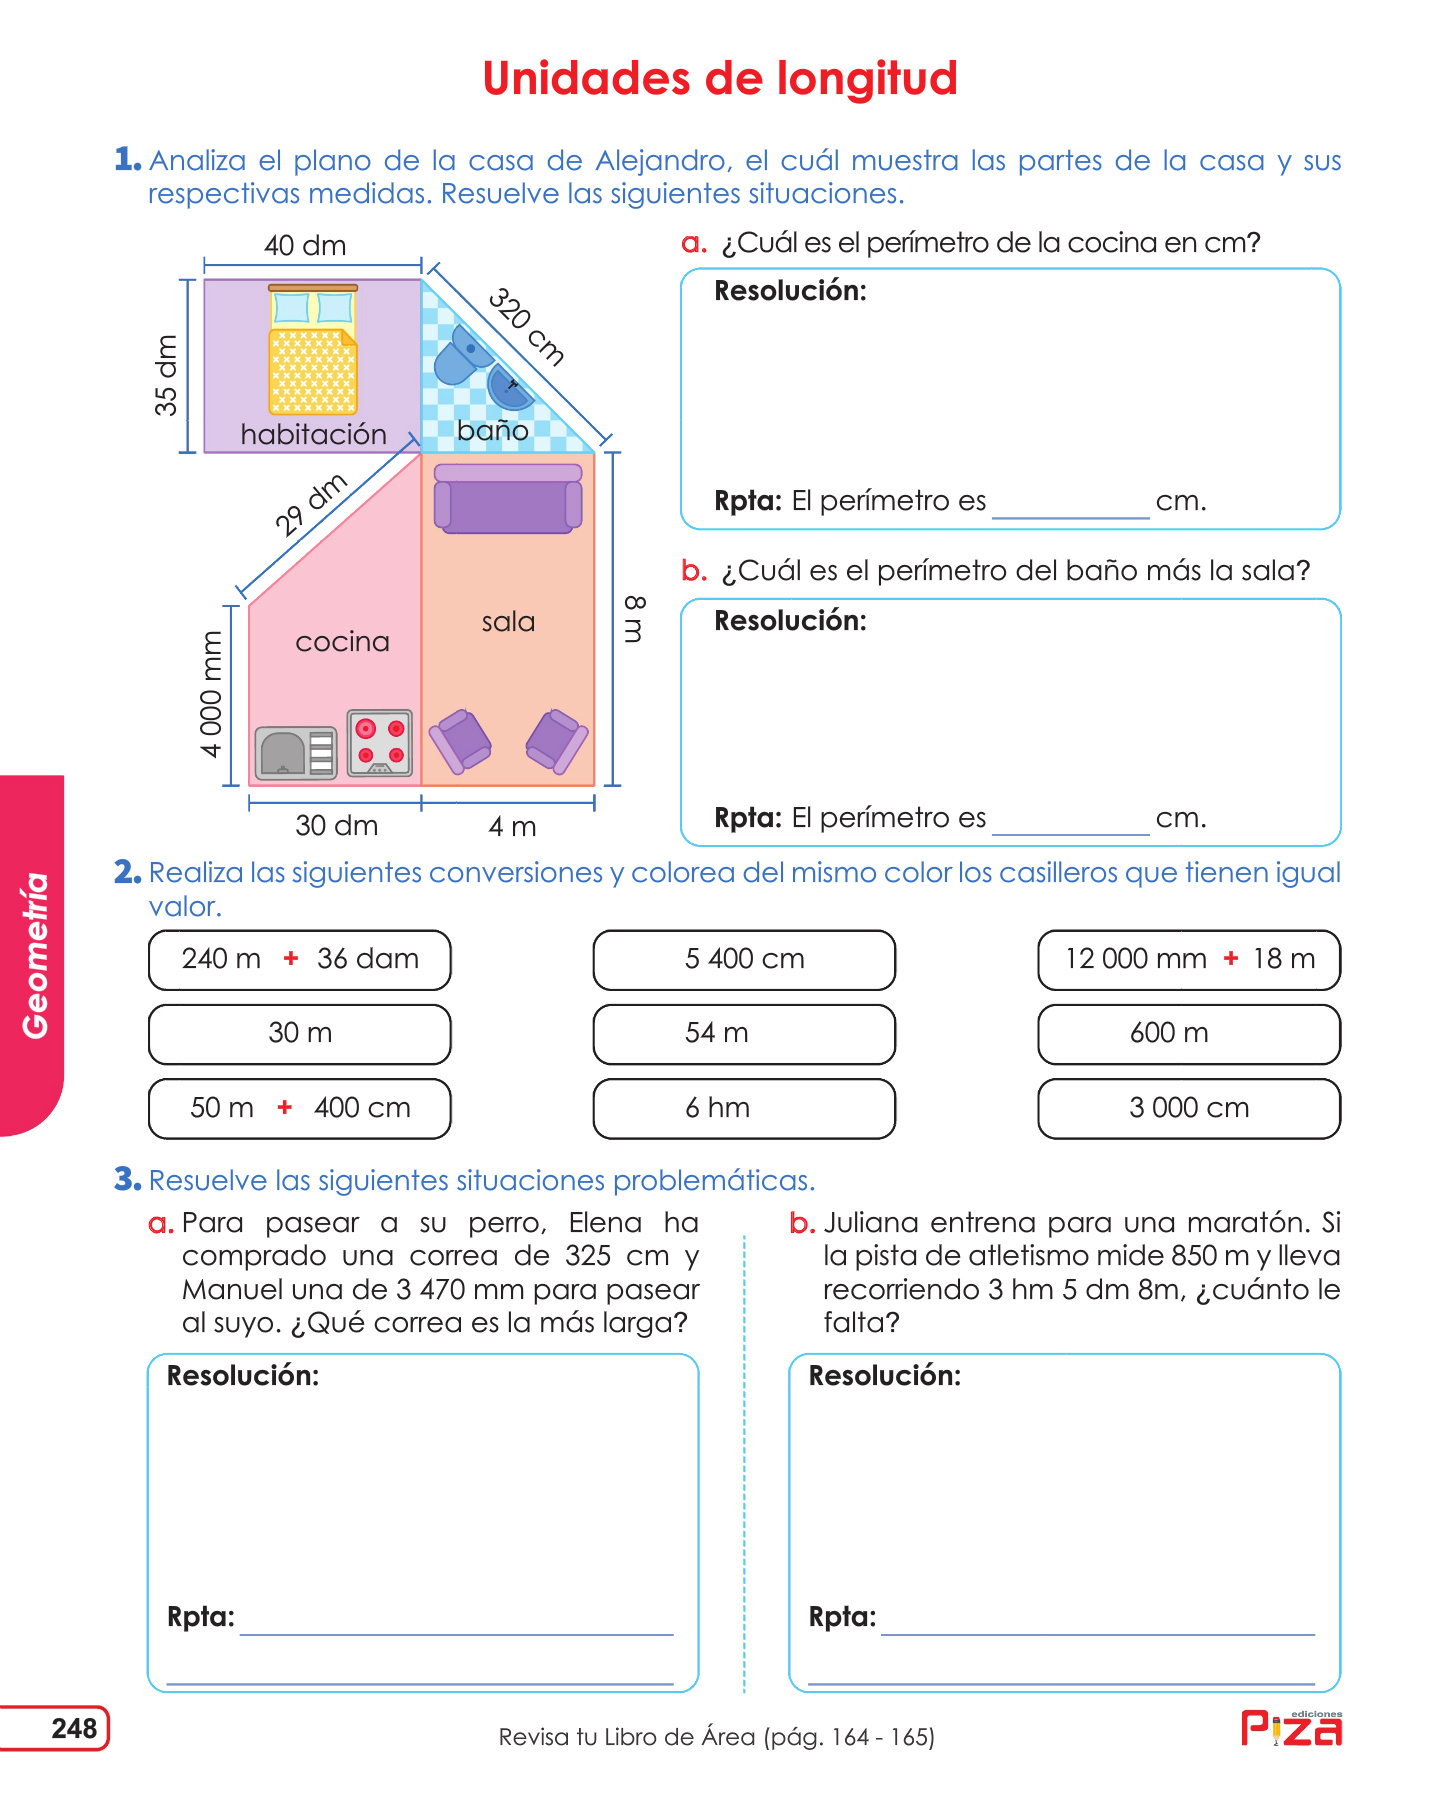 Unidades de longitud
1. Analiza el plano de la casa de Alejandro, el cuál muestra las partes de la casa y sus
respectivas medidas. Resuelve las siguientes situaciones.
40 dm
35 dm
320 cm
habitación
baño
29 dm
cocina
sala
8 m
4 000 mm
30 dm
4 m
a. ¿Cuál es el perímetro de la cocina en cm?
Resolución:
Rpta: El perímetro es __________ cm.
b. ¿Cuál es el perímetro del baño más la sala?
Resolución:
Rpta: El perímetro es __________ cm.
2. Realiza las siguientes conversiones y colorea del mismo color los casilleros que tienen igual
valor.
240 m + 36 dam
5 400 cm
12 000 mm + 18 m
30 m
54 m
600 m
50 m + 400 cm
6 hm
3 000 cm
3. Resuelve las siguientes situaciones problemáticas.
a. Para pasear a su perro, Elena ha
comprado una correa de 325 cm y
Manuel una de 3 470 mm para pasear
al suyo. ¿Qué correa es la más larga?
Resolución:
Rpta:
b. Juliana entrena para una maratón. Si
la pista de atletismo mide 850 m y lleva
recorriendo 3 hm 5 dm 8m, ¿cuánto le
falta?
Resolución:
Rpta:
Geometría
248
Revisa tu Libro de Área (pág. 164 - 165)
ediciones
Piza